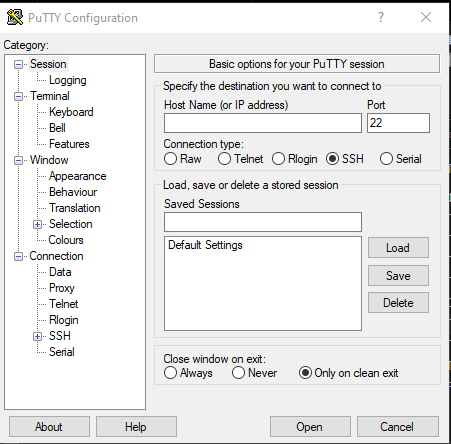 PuTTY Configuration
? ×
Category:
Session
Logging
Terminal
Keyboard
Bell
Features
Window
Appearance
Behaviour
Translation
Selection
Colours
Connection
Data
Proxy
Telnet
Rlogin
SSH
Serial
Basic options for your PuTTY session
Specify the destination you want to connect to
Host Name (or IP address) Port
22
Connection type:
Raw Telnet Rlogin SSH Serial
Load, save or delete a stored session
Saved Sessions
Default Settings
Load
Save
Delete
Close window on exit:
Always Never Only on clean exit
About Help Open Cancel